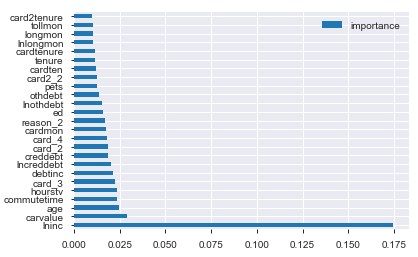 card2tenure
tollmon
longmon
lnlongmon
cardtenure
tenure
cardten
card2_2
pets
othdebt
lnothdebt
ed
reason_2
cardmon
card_4
card_2
creddebt
lncreddebt
debtinc
card_3
hourstv
commutetime
age
carvalue
lninc
importance
0.000 0.025 0.050 0.075 0.100 0.125 0.150 0.175